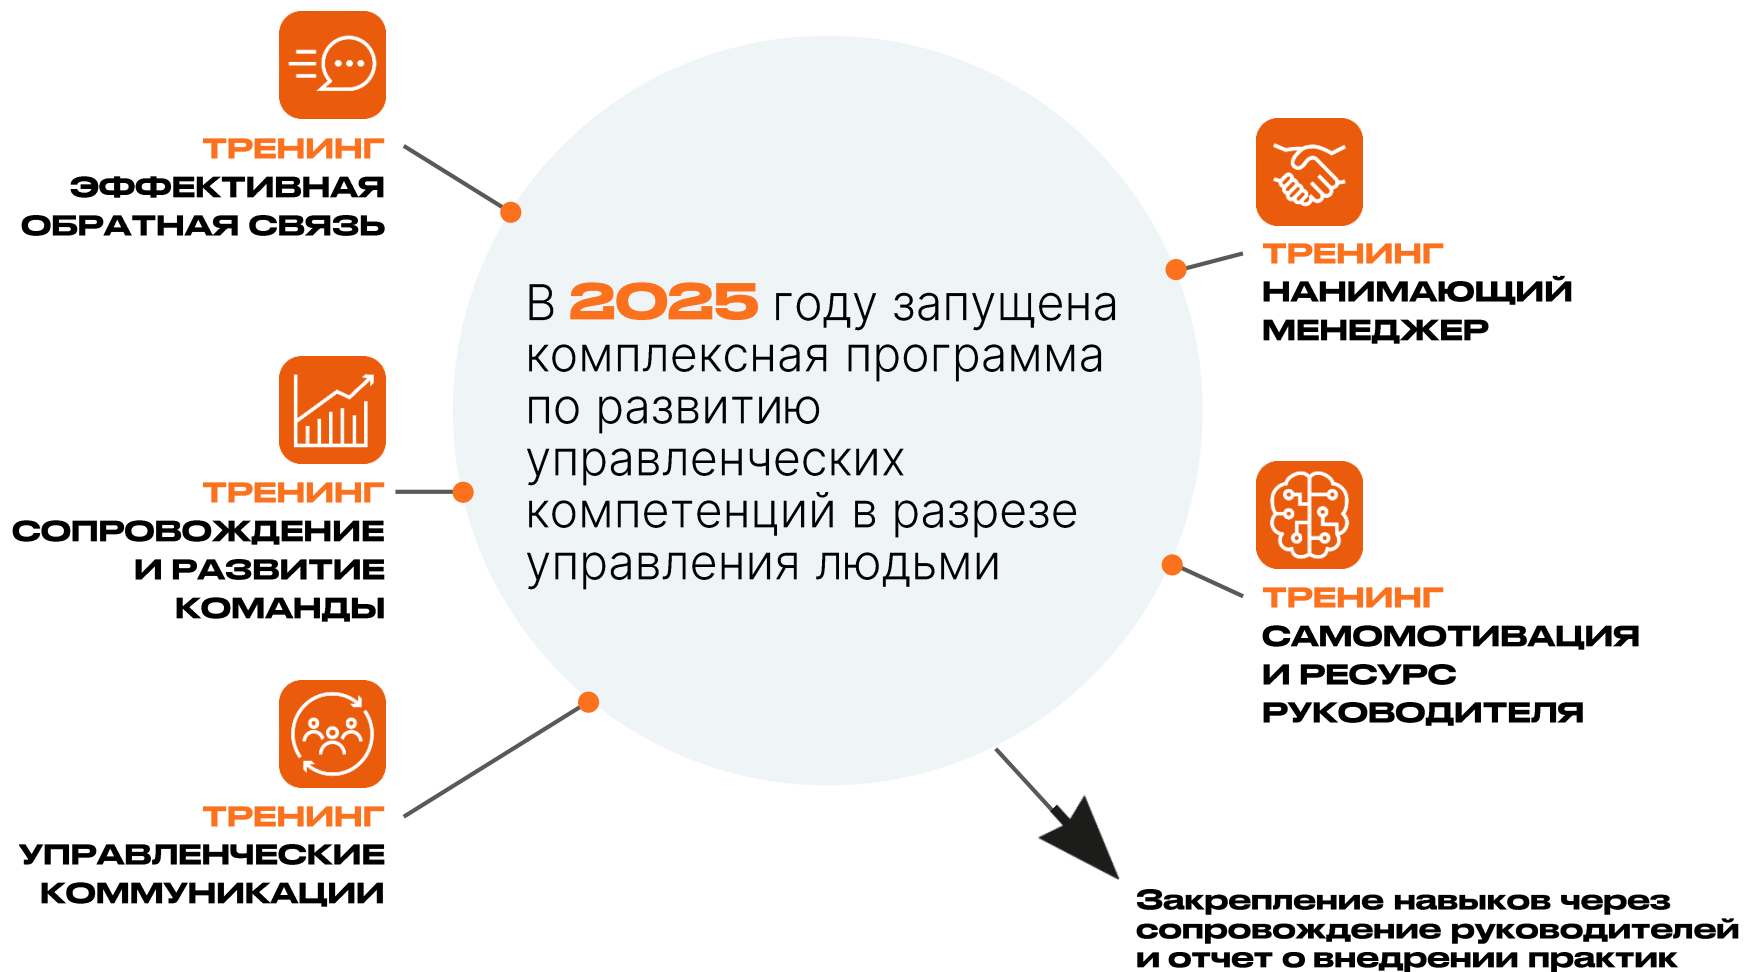 ТРЕНИНГ
ЭФФЕКТИВНАЯ
ОБРАТНАЯ СВЯЗЬ
ТРЕНИНГ
СОПРОВОЖДЕНИЕ
И РАЗВИТИЕ
КОМАНДЫ
ТРЕНИНГ
УПРАВЛЕНЧЕСКИЕ
КОММУНИКАЦИИ
В 2025 году запущена
комплексная программа
по развитию
управленческих
компетенций в разрезе
управления людьми
ТРЕНИНГ
НАНИМАЮЩИЙ
МЕНЕДЖЕР
ТРЕНИНГ
САМОМОТИВАЦИЯ
И РЕСУРС
РУКОВОДИТЕЛЯ
Закрепление навыков через
сопровождение руководителей
и отчет о внедрении практик